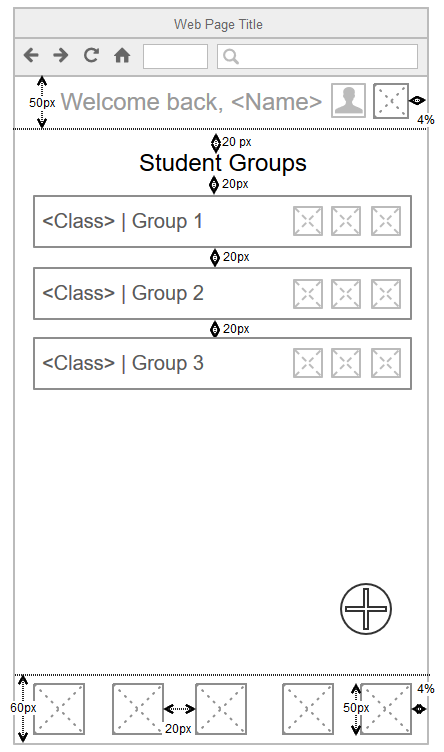 Web Page Title
50px
Welcome back, <Name>
4%
20 px
Student Groups
20px
<Class> | Group 1
20px
<Class> | Group 2
20px
<Class> | Group 3
4%
60px
20px
50px